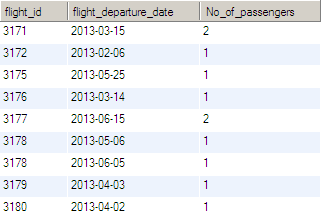 flight_id flight_departure_date No_of_passengers
3171 2013-03-15 2
3172 2013-02-06 1
3175 2013-05-25 1
3176 2013-03-14 1
3177 2013-06-15 2
3178 2013-05-06 1
3178 2013-06-05 1
3179 2013-04-03 1
3180 2013-04-02 1